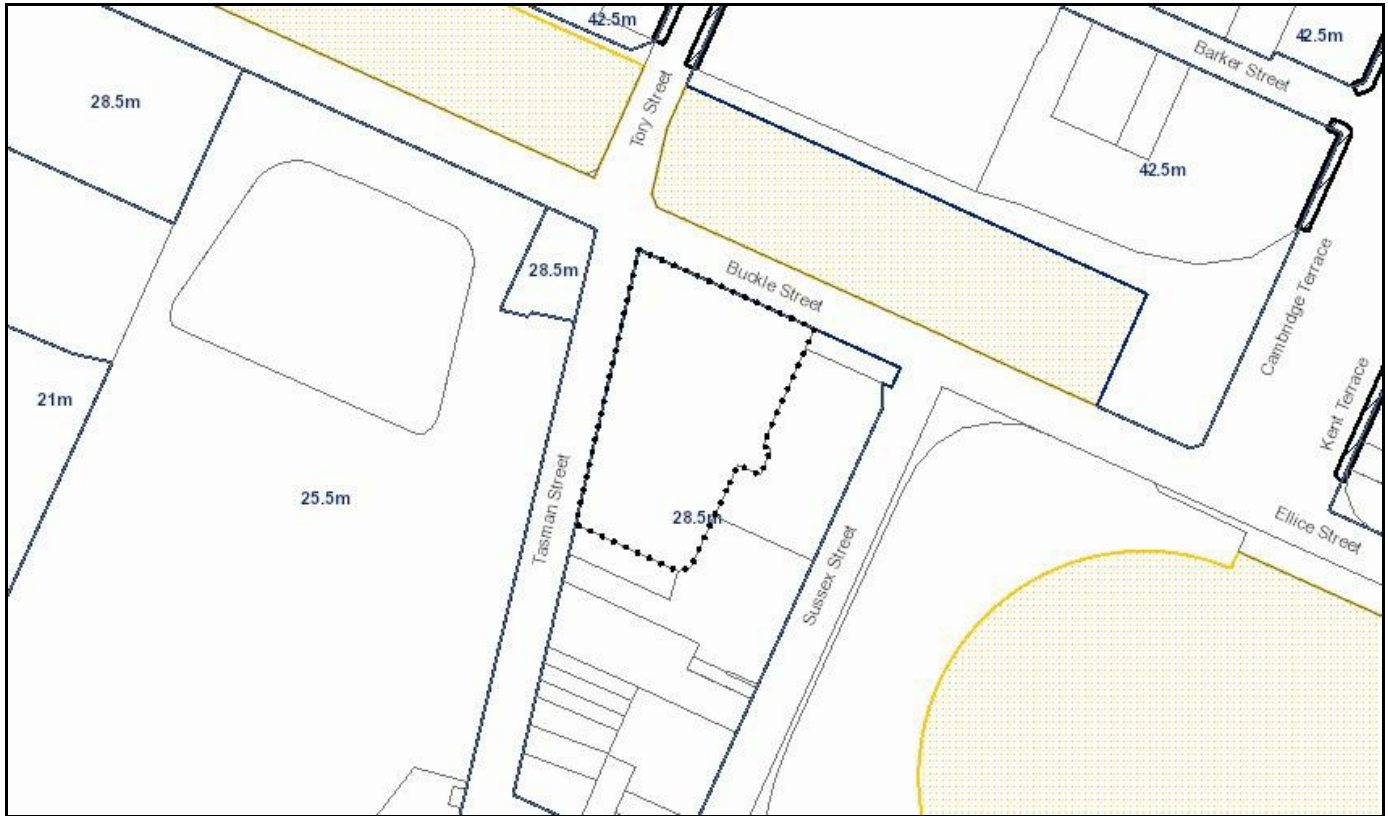 42.5m
42.5m
Barker Street
28.5m
Tory Street
42.5m
28.5m
Buckle Street
Cambridge Terrace
21m
Kent Terrace
25.5m
Tasman Street
28.5m
Sussex Street
Ellice Street